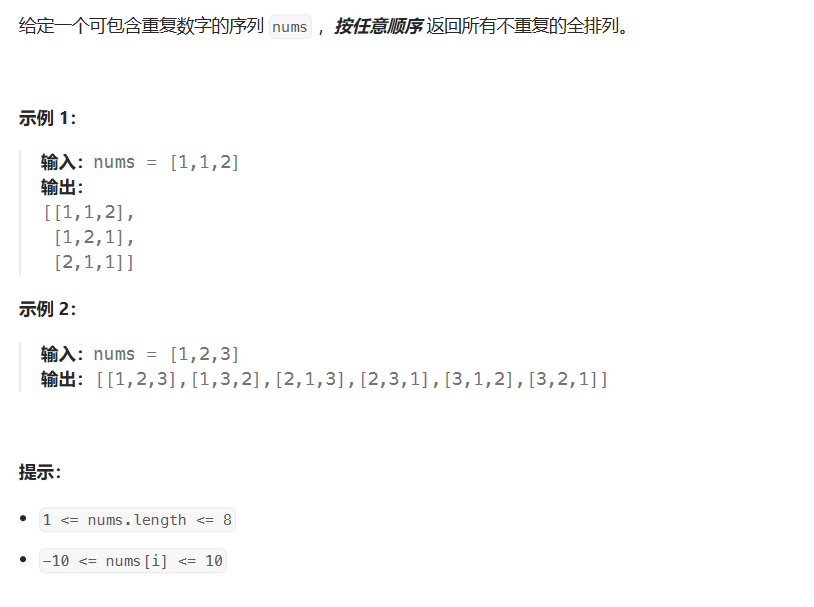 给定一个可包含重复数字的序列 nums ，按任意顺序 返回所有不重复的全排列。
示例 1：
输入：nums = [1,1,2]
输出：
[[1,1,2],
 [1,2,1],
 [2,1,1]]
示例 2：
输入：nums = [1,2,3]
输出：[[1,2,3],[1,3,2],[2,1,3],[2,3,1],[3,1,2],[3,2,1]]
提示：
• 1 <= nums.length <= 8
• -10 <= nums[i] <= 10